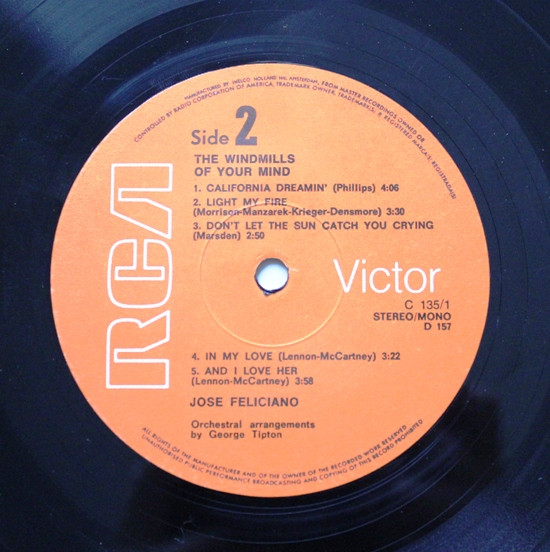 MANUFACTURED BY INELCO HOLLAND NV. AMSTERDAM, FROM MASTER RECORDINGS OWNED OR
CONTROLLED BY RADIO CORPORATION OF AMERICA, TRADEMARK OWNER, TRADEMARK(S) ® REGISTERED MARCA(S) REGISTRADA(S)
Side 2
THE WINDMILLS
OF YOUR MIND
1. CALIFORNIA DREAMIN' (Phillips) 4:06
2. LIGHT MY FIRE
(Morrison-Manzarek-Krieger-Densmore) 3:30
3. DON'T LET THE SUN CATCH YOU CRYING
(Marsden) 2:50
RCA
Victor
C 135/1
STEREO/MONO
D 157
4. IN MY LOVE (Lennon-McCartney) 3:22
5. AND I LOVE HER
(Lennon-McCartney) 3:58
JOSE FELICIANO
Orchestral arrangements
by George Tipton
ALL RIGHTS OF THE MANUFACTURER AND OF THE OWNER OF THE RECORDED WORK RESERVED
UNAUTHORISED PUBLIC PERFORMANCE BROADCASTING AND COPYING OF THIS RECORD PROHIBITED